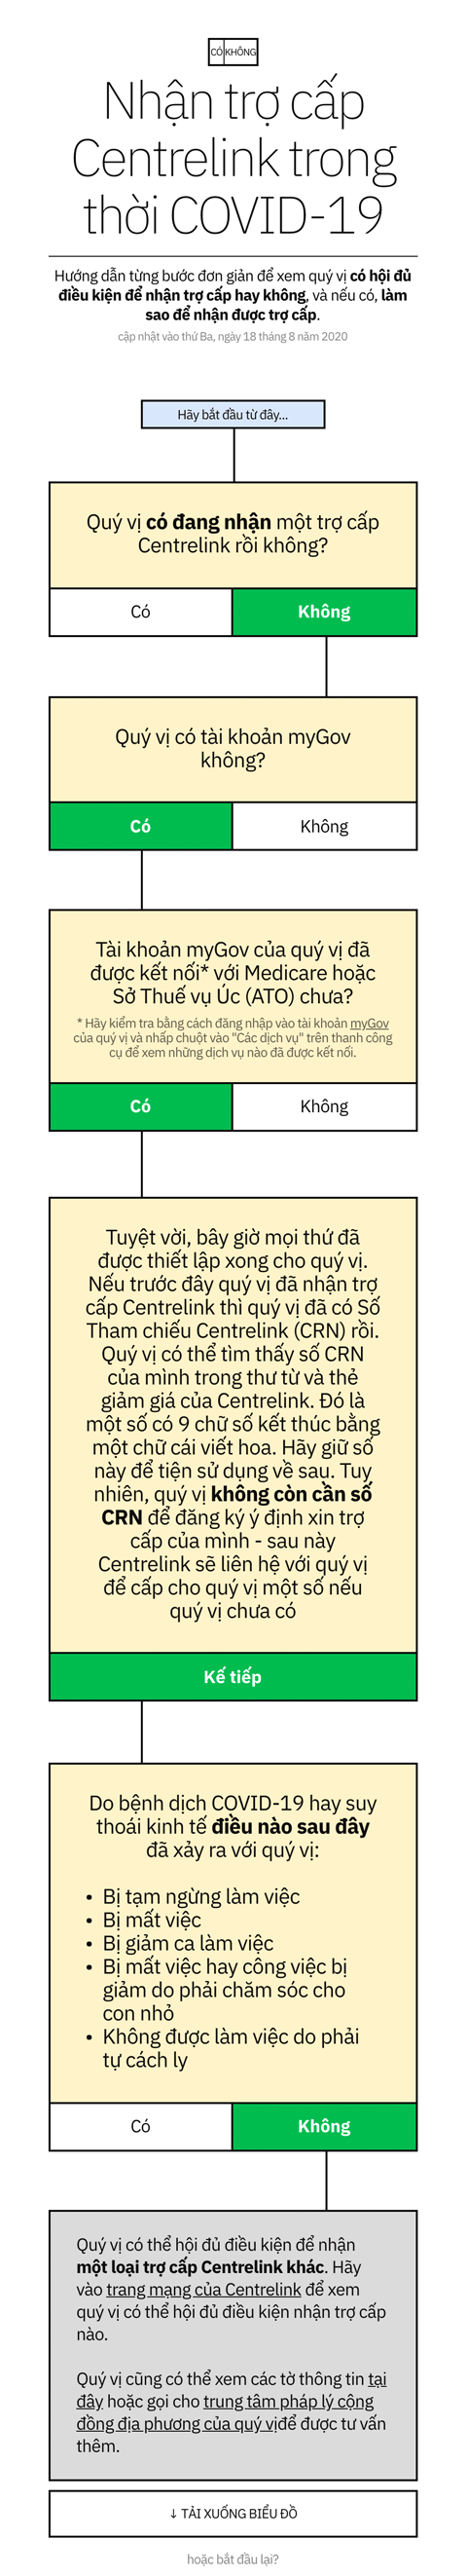 CÓ KHÔNG
Nhận trợ cấp
Centrelink trong
thời COVID-19
Hướng dẫn từng bước đơn giản để xem quý vị có hội đủ
điều kiện để nhận trợ cấp hay không, và nếu có, làm
sao để nhận được trợ cấp.
cập nhật vào thứ Ba, ngày 18 tháng 8 năm 2020
Hãy bắt đầu từ đây...
Quý vị có đang nhận một trợ cấp
Centrelink rồi không?
Có Không
Quý vị có tài khoản myGov
không?
Có Không
Tài khoản myGov của quý vị đã
được kết nối* với Medicare hoặc
Sở Thuế vụ Úc (ATO) chưa?
* Hãy kiểm tra bằng cách đăng nhập vào tài khoản myGov
của quý vị và nhấp chuột vào "Các dịch vụ" trên thanh công
cụ để xem những dịch vụ nào đã được kết nối.
Có Không
Tuyệt vời, bây giờ mọi thứ đã
được thiết lập xong cho quý vị.
Nếu trước đây quý vị đã nhận trợ
cấp Centrelink thì quý vị đã có Số
Tham chiếu Centrelink (CRN) rồi.
Quý vị có thể tìm thấy số CRN
của mình trong thư từ và thẻ
giảm giá của Centrelink. Đó là
một số có 9 chữ số kết thúc bằng
một chữ cái viết hoa. Hãy giữ số
này để tiện sử dụng về sau. Tuy
nhiên, quý vị không còn cần số
CRN để đăng ký ý định xin trợ
cấp của mình - sau này
Centrelink sẽ liên hệ với quý vị
để cấp cho quý vị một số nếu
quý vị chưa có
Kế tiếp
Do bệnh dịch COVID-19 hay suy
thoái kinh tế điều nào sau đây
đã xảy ra với quý vị:
• Bị tạm ngừng làm việc
• Bị mất việc
• Bị giảm ca làm việc
• Bị mất việc hay công việc bị
giảm do phải chăm sóc cho
con nhỏ
• Không được làm việc do phải
tự cách ly
Có Không
Quý vị có thể hội đủ điều kiện để nhận
một loại trợ cấp Centrelink khác. Hãy
vào trang mạng của Centrelink để xem
quý vị có thể hội đủ điều kiện nhận trợ cấp
nào.
Quý vị cũng có thể xem các tờ thông tin tại
đây hoặc gọi cho trung tâm pháp lý cộng
đồng địa phương của quý vịđể được tư vấn
thêm.
↓ TẢI XUỐNG BIỂU ĐỒ
hoặc bắt đầu lại?